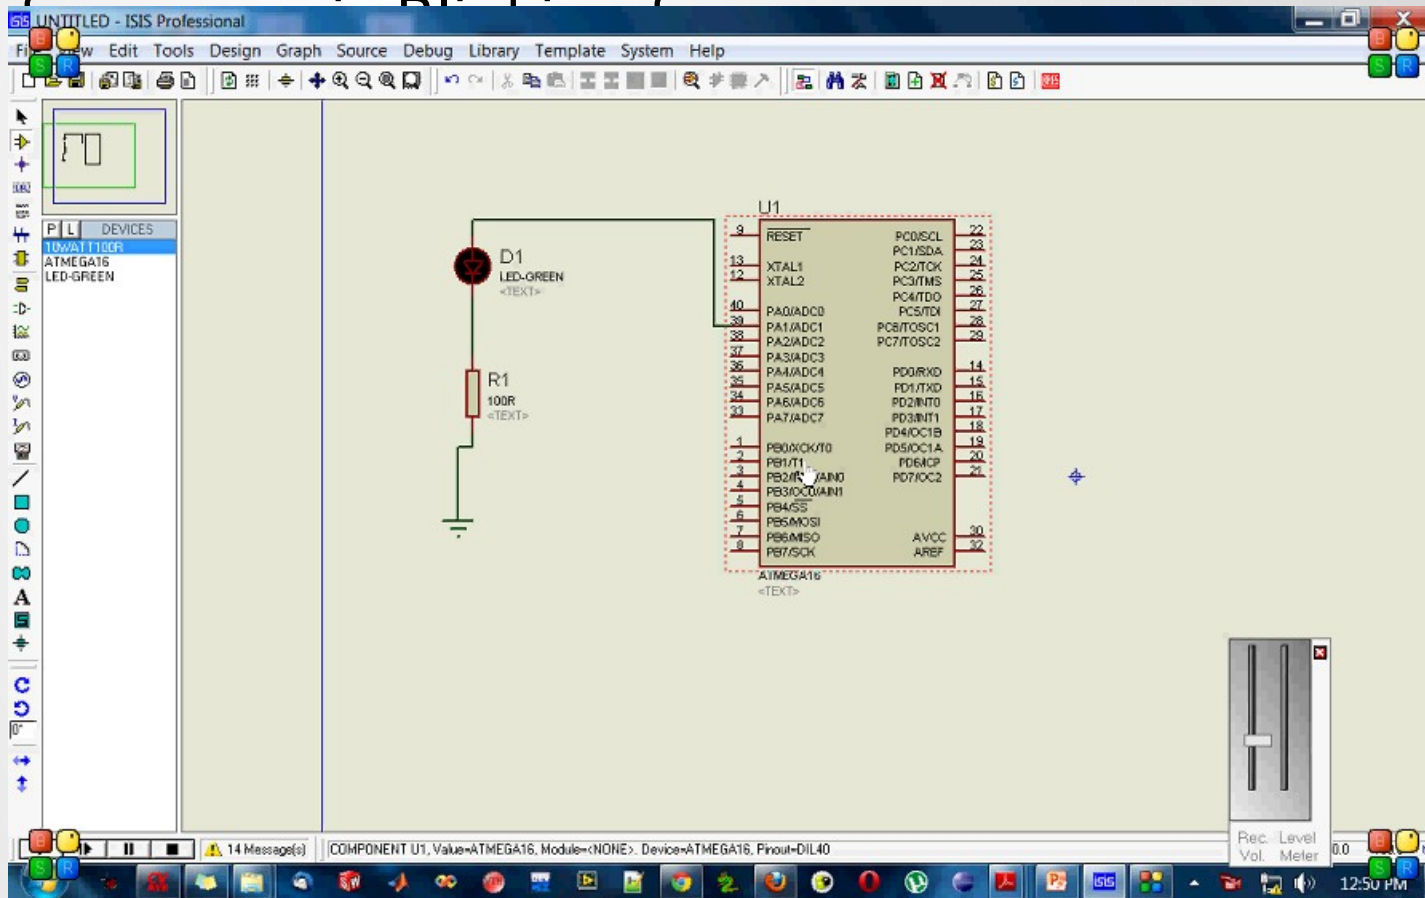 UNTITLED - ISIS Professional
Edit Tools Design Graph Source Debug Library Template System Help
P L DEVICES
10WATT100R
ATMEGA16
LED-GREEN
D1
LED-GREEN
<TEXT>
R1
100R
<TEXT>
U1
9 RESET PC0/SCL 22
PC1/SDA 23
13 XTAL1 PC2/TCK 24
12 XTAL2 PC3/TMS 25
PC4/TDO 26
40 PA0/ADC0 PC5/TDI 27
39 PA1/ADC1 PC6/TOSC1 28
38 PA2/ADC2 PC7/TOSC2 29
37 PA3/ADC3
36 PA4/ADC4 PD0/RXD 14
35 PA5/ADC5 PD1/TXD 15
34 PA6/ADC6 PD2/INT0 16
33 PA7/ADC7 PD3/INT1 17
PD4/OC1B 18
1 PB0/XCK/T0 PD5/OC1A 19
2 PB1/T1 PD6/ICP 20
3 PD7/OC2 21
4 PB3/OC0/AIN1
5 PB4/SS
6 PB5/MOSI
7 PB6/MISO AVCC 30
8 PB7/SCK AREF 32
ATMEGA16
<TEXT>
Rec. Level
Vol. Meter
14 Message(s) COMPONENT U1, Value=ATMEGA16, Module=<NONE>, Device=ATMEGA16, Pinout=DIL40
12:50 PM